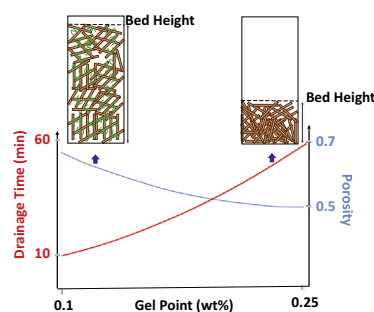 Bed Height
Bed Height
60
0.7
Drainage Time (min)
Porosity
0.5
10
0.1
Gel Point (wt%)
0.25